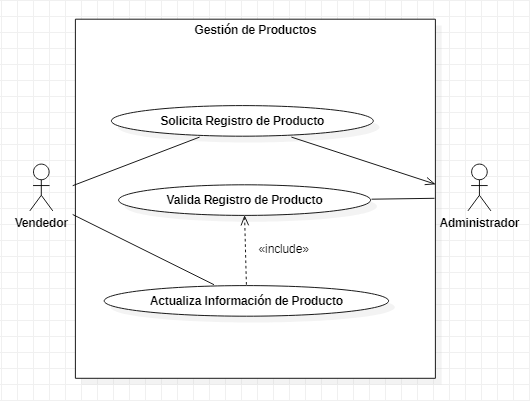 Gestión de Productos
Solicita Registro de Producto
Valida Registro de Producto
Vendedor
Administrador
«include»
Actualiza Información de Producto